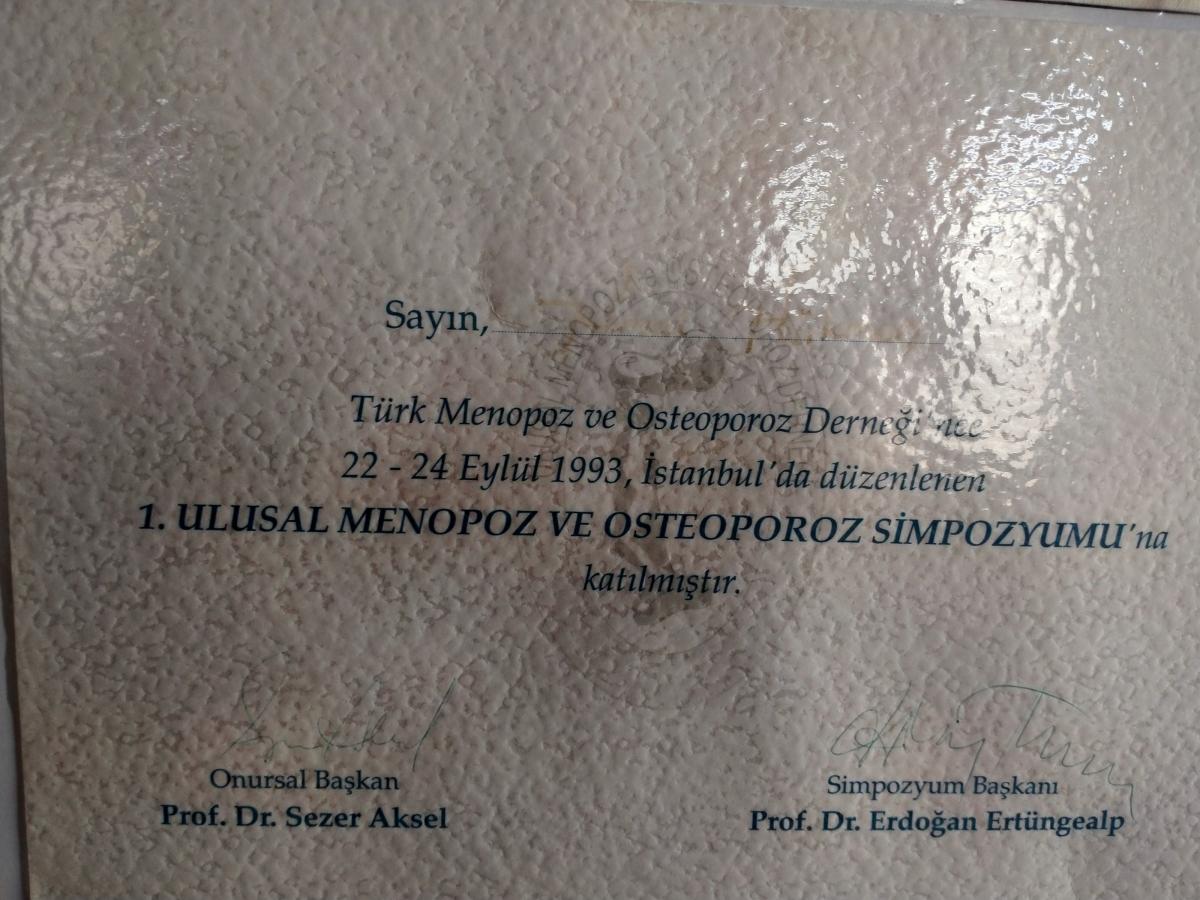 Sayın,
Türk Menopoz ve Osteoporoz Derneği'nce
22 - 24 Eylül 1993, İstanbul'da düzenlenen
1. ULUSAL MENOPOZ VE OSTEOPOROZ SİMPOZYUMU'na
katılmıştır.
Onursal Başkan
Prof. Dr. Sezer Aksel
Simpozyum Başkanı
Prof. Dr. Erdoğan Ertüngealp